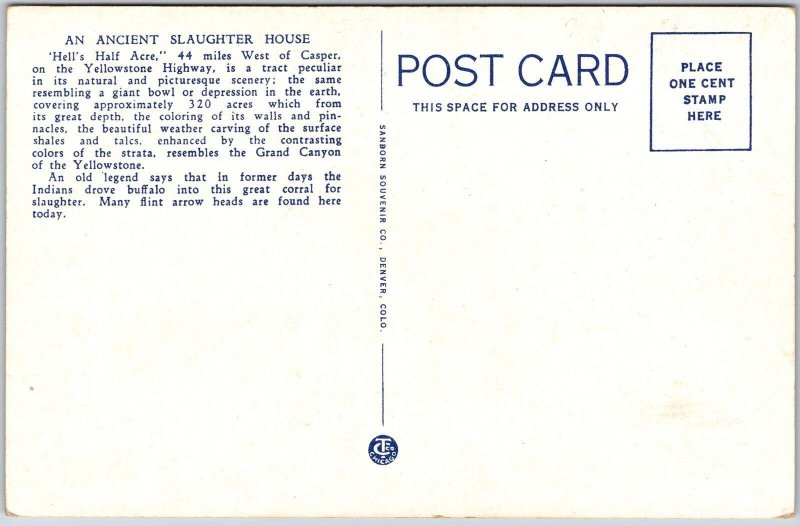 AN ANCIENT SLAUGHTER HOUSE
'Hell's Half Acre," 44 miles West of Casper,
on the Yellowstone Highway, is a tract peculiar
in its natural and picturesque scenery; the same
resembling a giant bowl or depression in the earth,
covering approximately 320 acres which from
its great depth, the coloring of its walls and pin-
nacles, the beautiful weather carving of the surface
shales and talcs, enhanced by the contrasting
colors of the strata, resembles the Grand Canyon
of the Yellowstone.
An old legend says that in former days the
Indians drove buffalo into this great corral for
slaughter. Many flint arrow heads are found here
today.
SANBORN SOUVENIR CO., DENVER, COLO.
CT CO
CHICAGO
POST CARD
THIS SPACE FOR ADDRESS ONLY
PLACE
ONE CENT
STAMP
HERE